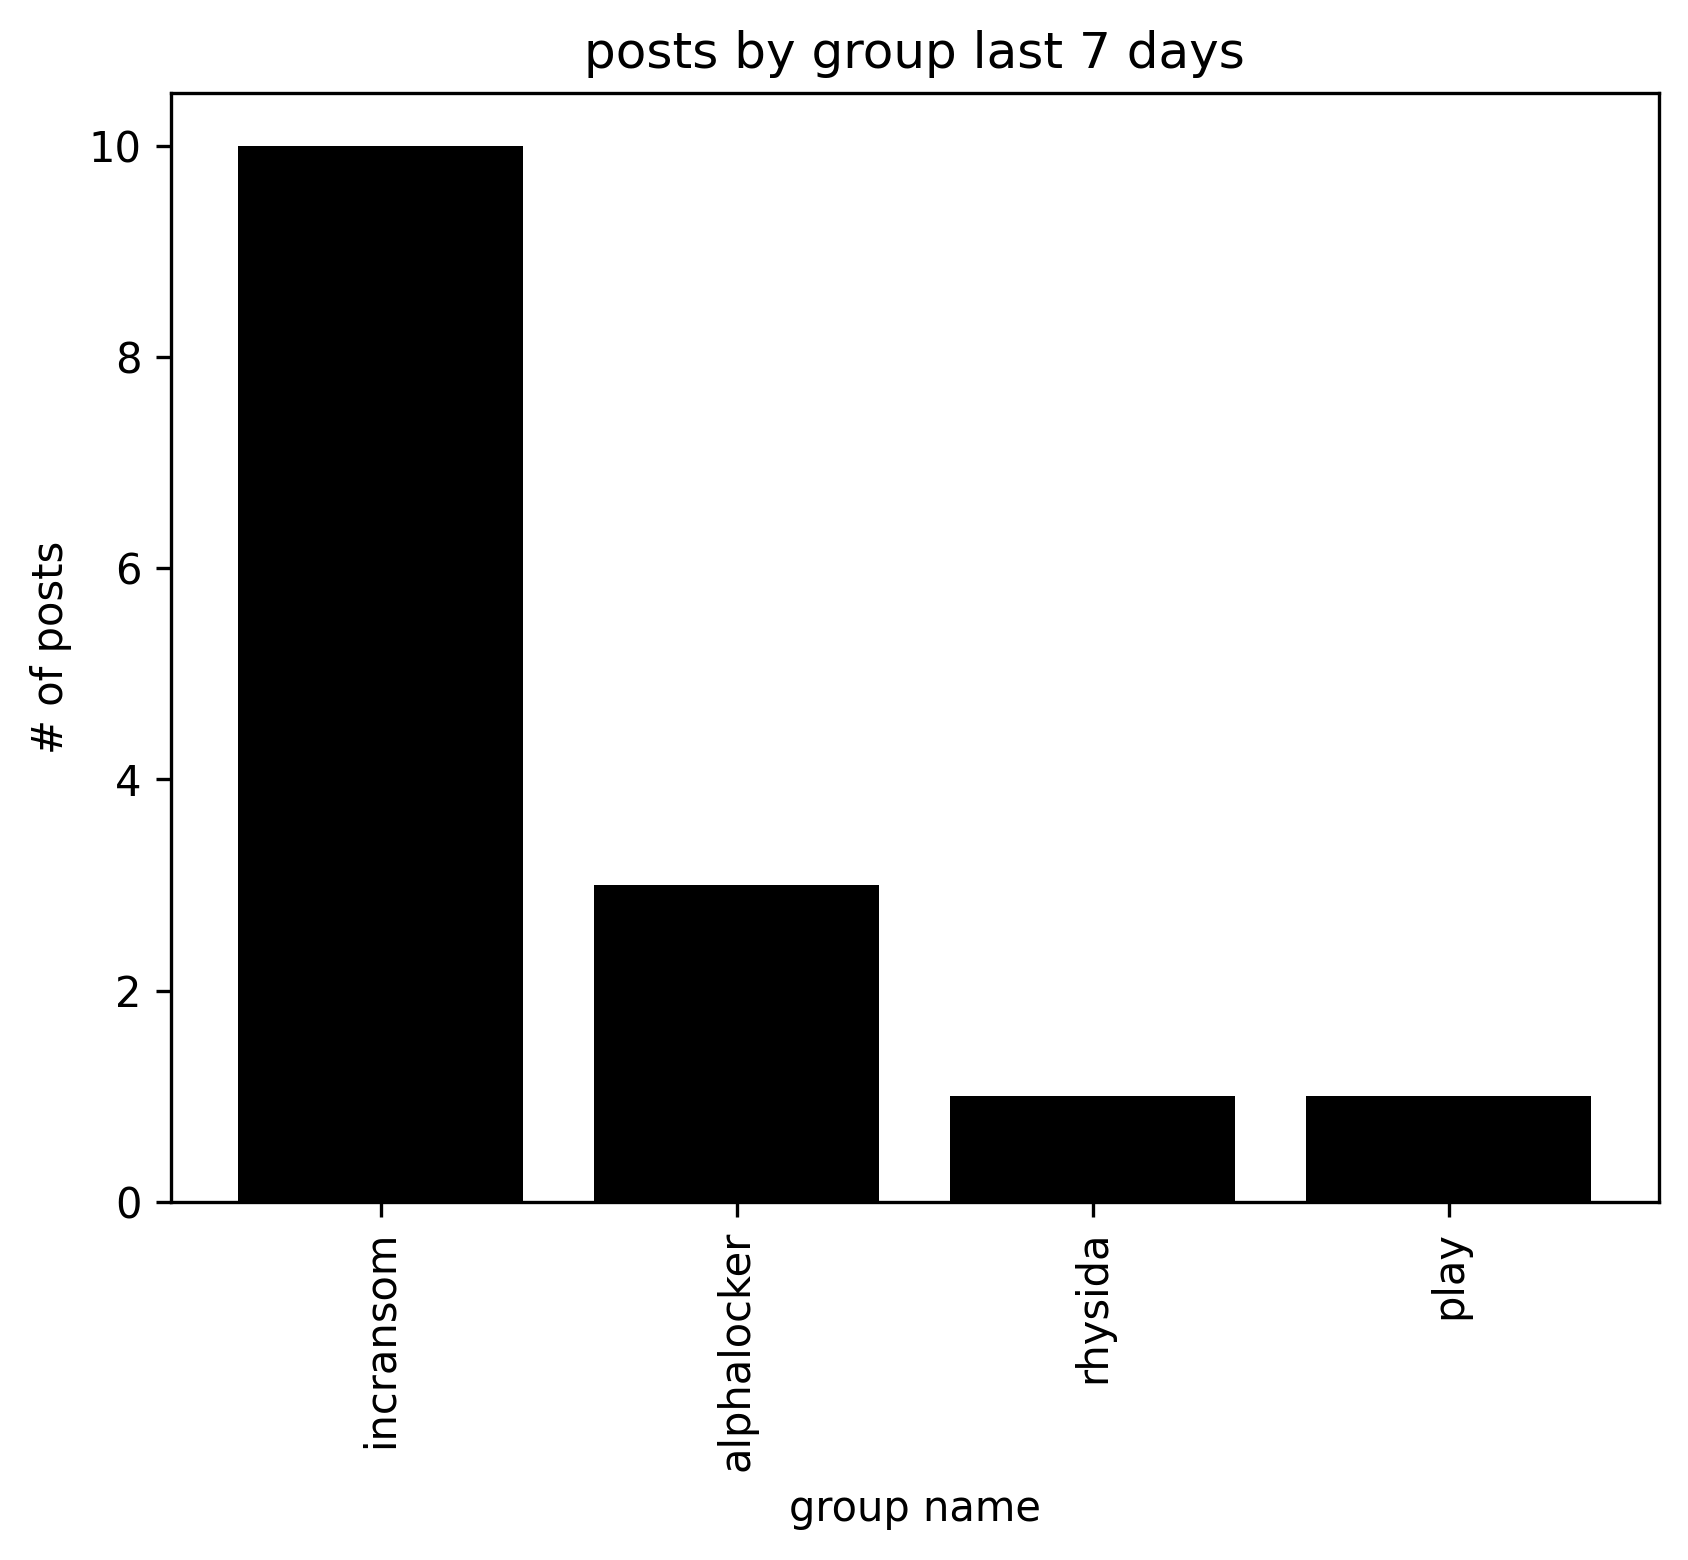 posts by group last 7 days
# of posts
10
8
6
4
2
0
incransom
alphalocker
rhysida
play
group name